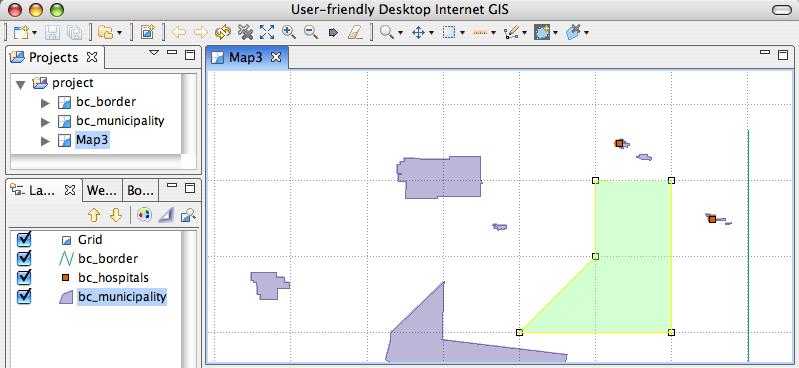 User-friendly Desktop Internet GIS
Projects
project
bc_border
bc_municipality
Map3
La...
We...
Bo...
Grid
bc_border
bc_hospitals
bc_municipality
Map3